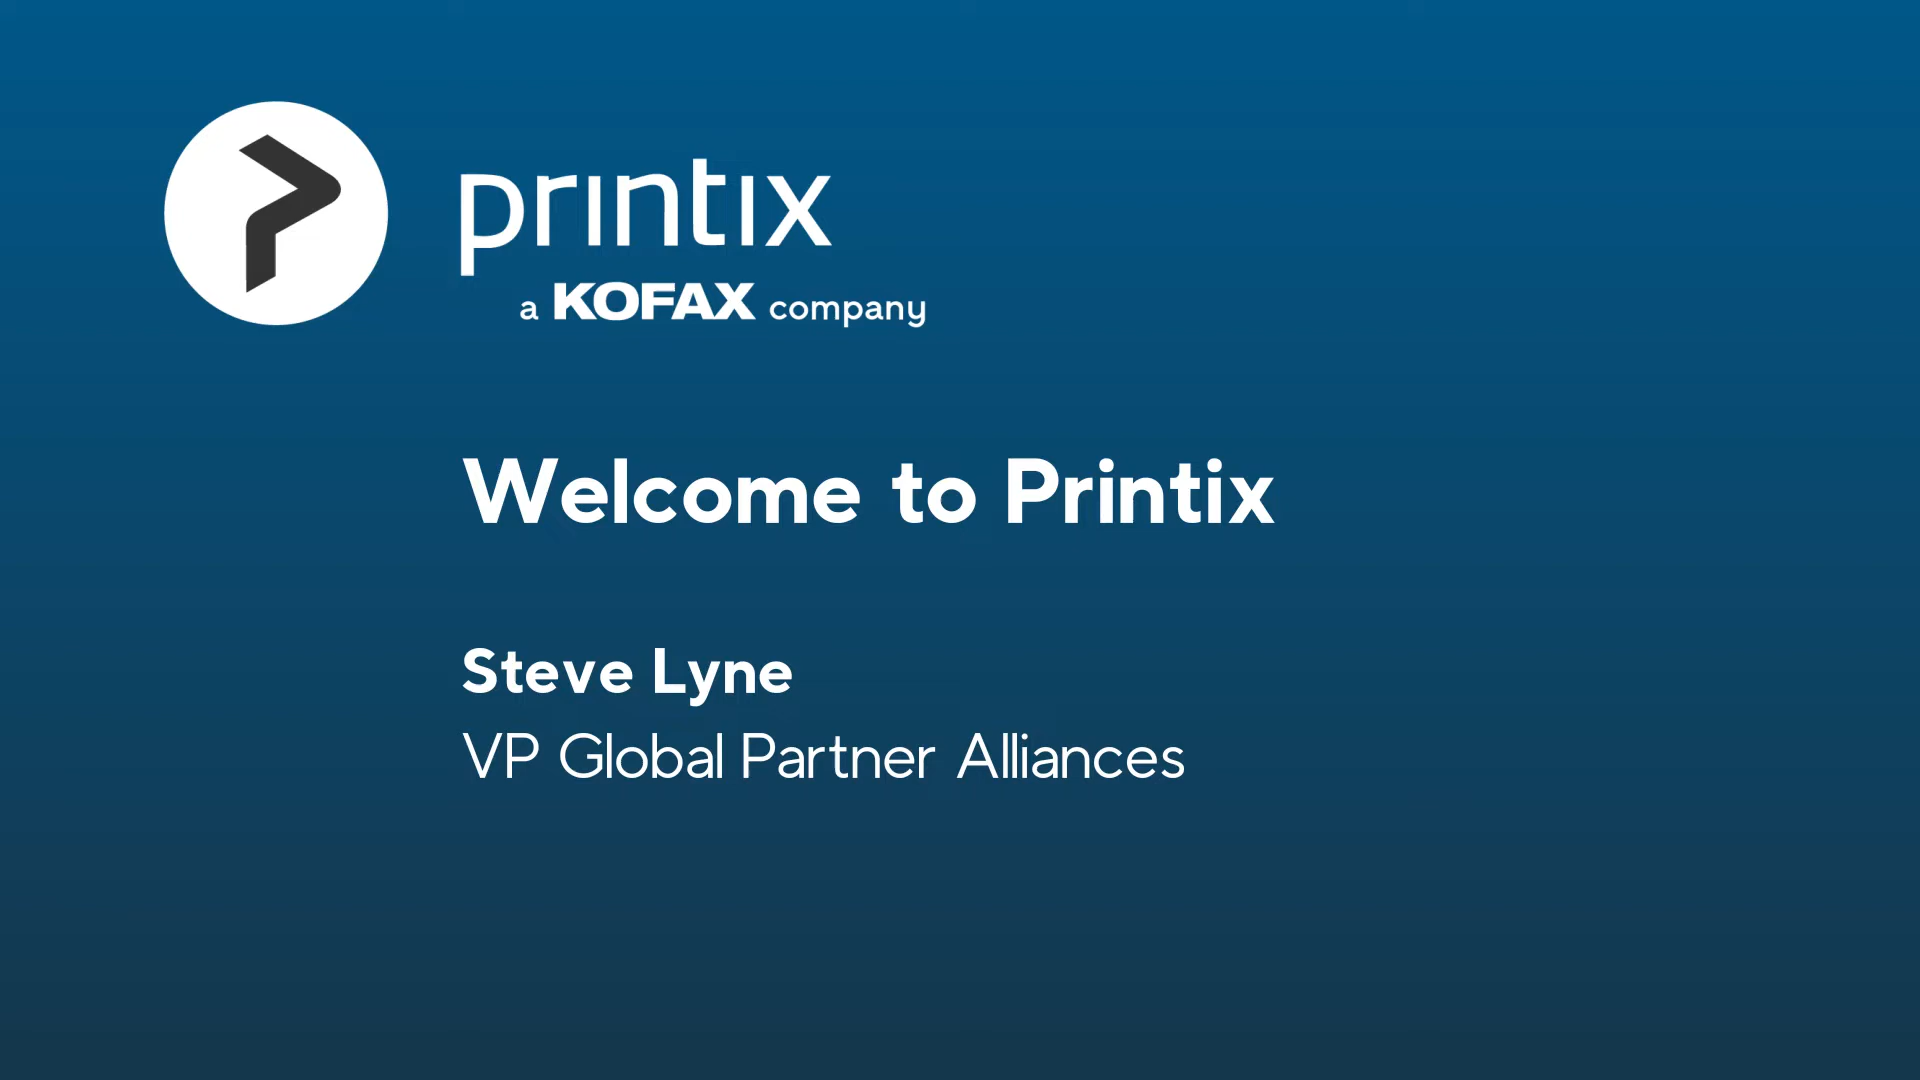 printix
a KOFAX company
Welcome to Printix
Steve Lyne
VP Global Partner Alliances